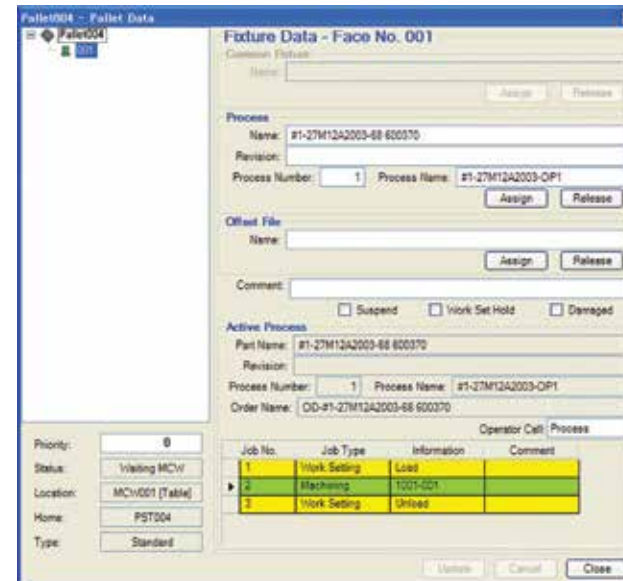 Pallet004 - Pallet Data
Pallet004
001
Fixture Data - Face No. 001
Common Fixture
Name:
Assign Release
Process
Name: #1-27M12A2003-68 600370
Revision:
Process Number: 1 Process Name: #1-27M12A2003-OP1
Assign Release
Offset File
Name:
Assign Release
Comment:
Suspend Work Set Hold Damaged
Active Process
Part Name: #1-27M12A2003-68 600370
Revision:
Process Number: 1 Process Name: #1-27M12A2003-OP1
Order Name: OD-#1-27M12A2003-68 600370
Operator Call: Process
Priority: 0
Status: Waiting MCW
Location: MCW001 [Table]
Home: PST004
Type: Standard
Job No. Job Type Information Comment
1 Work Setting Load
2 Machining 1001-001
3 Work Setting Unload
Update Cancel Close